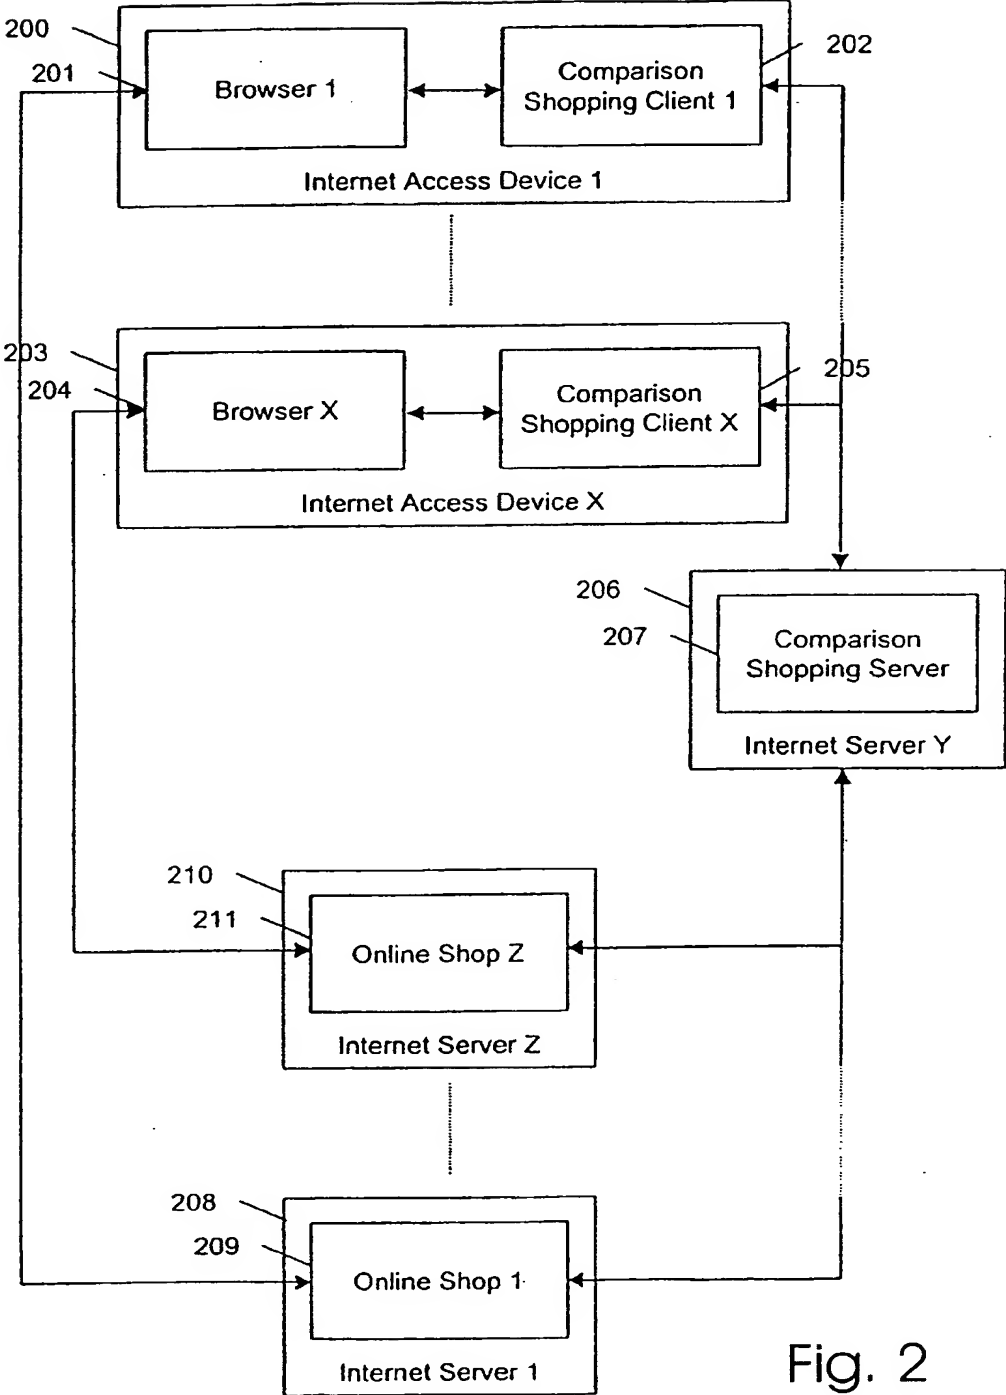 200
201
Browser 1
Comparison
Shopping Client 1
202
Internet Access Device 1
203
204
Browser X
Comparison
Shopping Client X
205
Internet Access Device X
206
207
Comparison
Shopping Server
Internet Server Y
210
211
Online Shop Z
Internet Server Z
208
209
Online Shop 1
Internet Server 1
Fig. 2